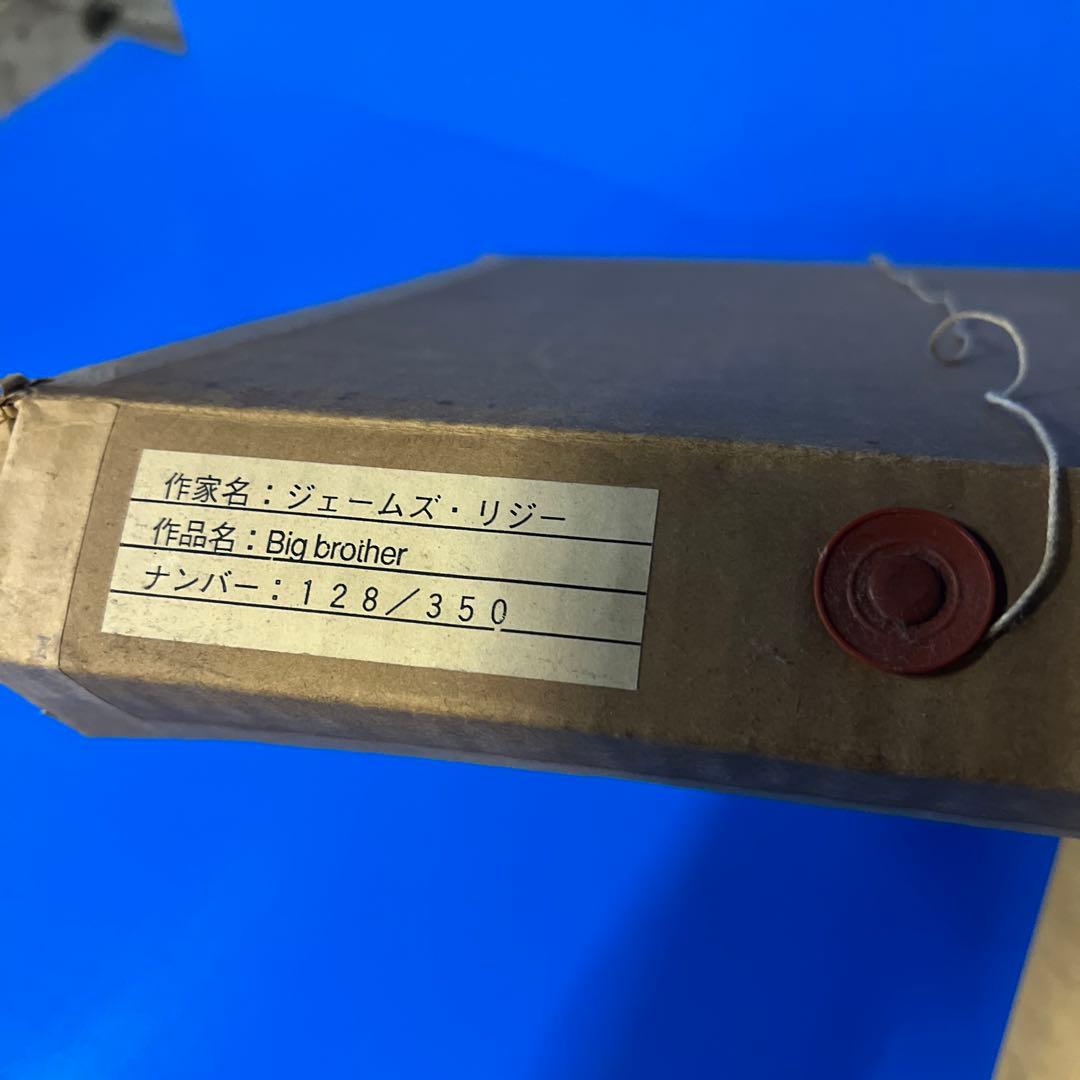 作家名：ジェームズ・リジー
作品名：Big brother
ナンバー：１２８／３５０